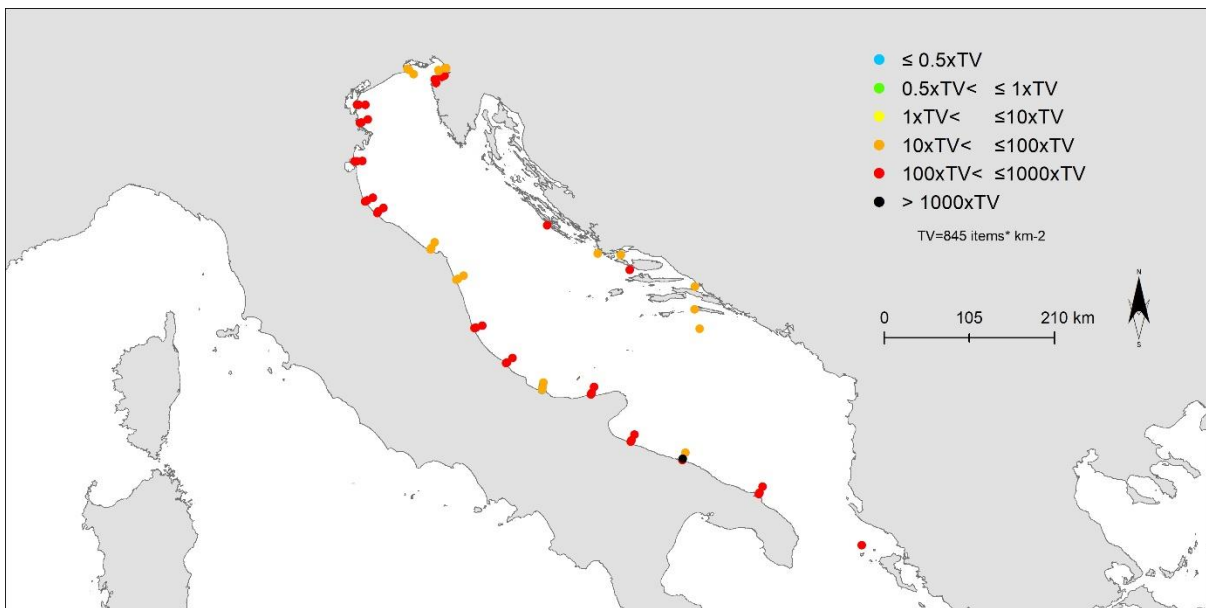 ≤ 0.5xTV
0.5xTV< ≤ 1xTV
1xTV< ≤10xTV
10xTV< ≤100xTV
100xTV< ≤1000xTV
> 1000xTV
TV=845 items* km-2
N
0 105 210 km
S